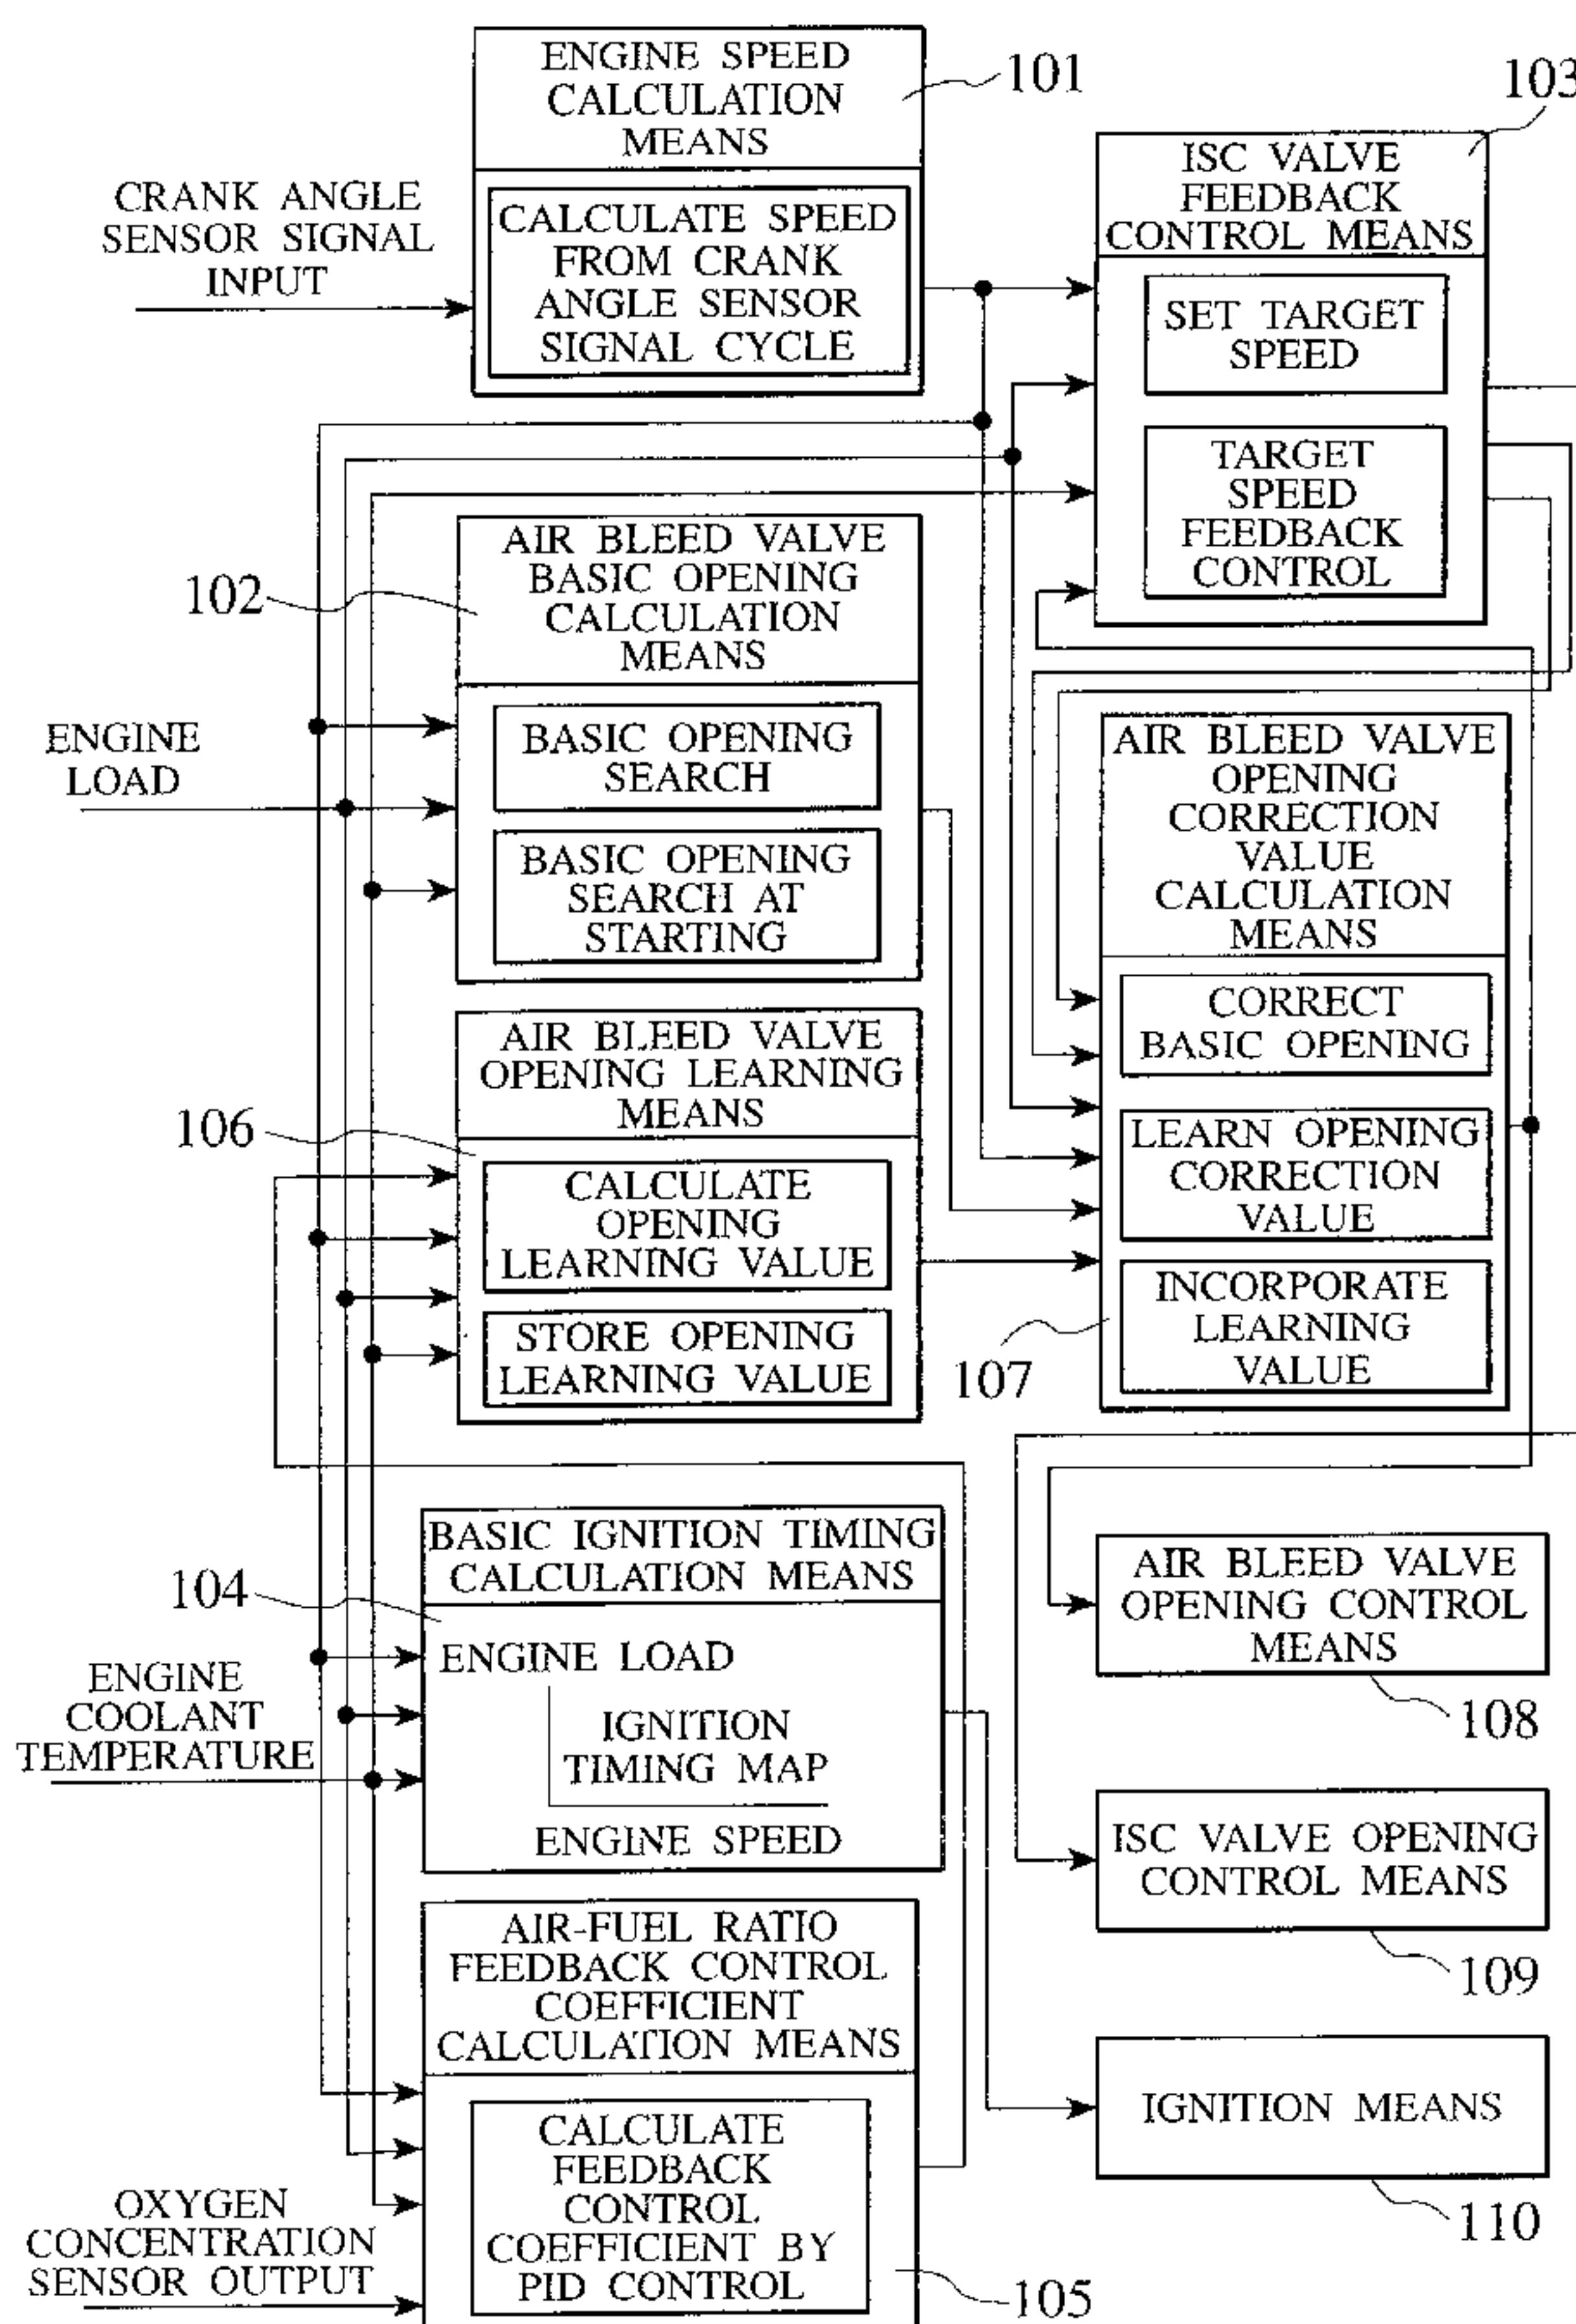 ENGINE SPEED
CALCULATION
MEANS
101
CALCULATE SPEED
FROM CRANK
ANGLE SENSOR
SIGNAL CYCLE
CRANK ANGLE
SENSOR SIGNAL
INPUT
103
ISC VALVE
FEEDBACK
CONTROL MEANS
SET TARGET
SPEED
TARGET
SPEED
FEEDBACK
CONTROL
102
AIR BLEED VALVE
BASIC OPENING
CALCULATION
MEANS
BASIC OPENING
SEARCH
BASIC OPENING
SEARCH AT
STARTING
ENGINE
LOAD
AIR BLEED VALVE
OPENING
CORRECTION
VALUE
CALCULATION
MEANS
CORRECT
BASIC OPENING
LEARN OPENING
CORRECTION
VALUE
INCORPORATE
LEARNING
VALUE
107
AIR BLEED VALVE
OPENING LEARNING
MEANS
106
CALCULATE
OPENING
LEARNING VALUE
STORE OPENING
LEARNING VALUE
BASIC IGNITION TIMING
CALCULATION MEANS
104
ENGINE LOAD
IGNITION
TIMING MAP
ENGINE SPEED
ENGINE
COOLANT
TEMPERATURE
AIR BLEED VALVE
OPENING CONTROL
MEANS
108
ISC VALVE OPENING
CONTROL MEANS
109
AIR-FUEL RATIO
FEEDBACK CONTROL
COEFFICIENT
CALCULATION MEANS
CALCULATE
FEEDBACK
CONTROL
COEFFICIENT BY
PID CONTROL
105
OXYGEN
CONCENTRATION
SENSOR OUTPUT
IGNITION MEANS
110